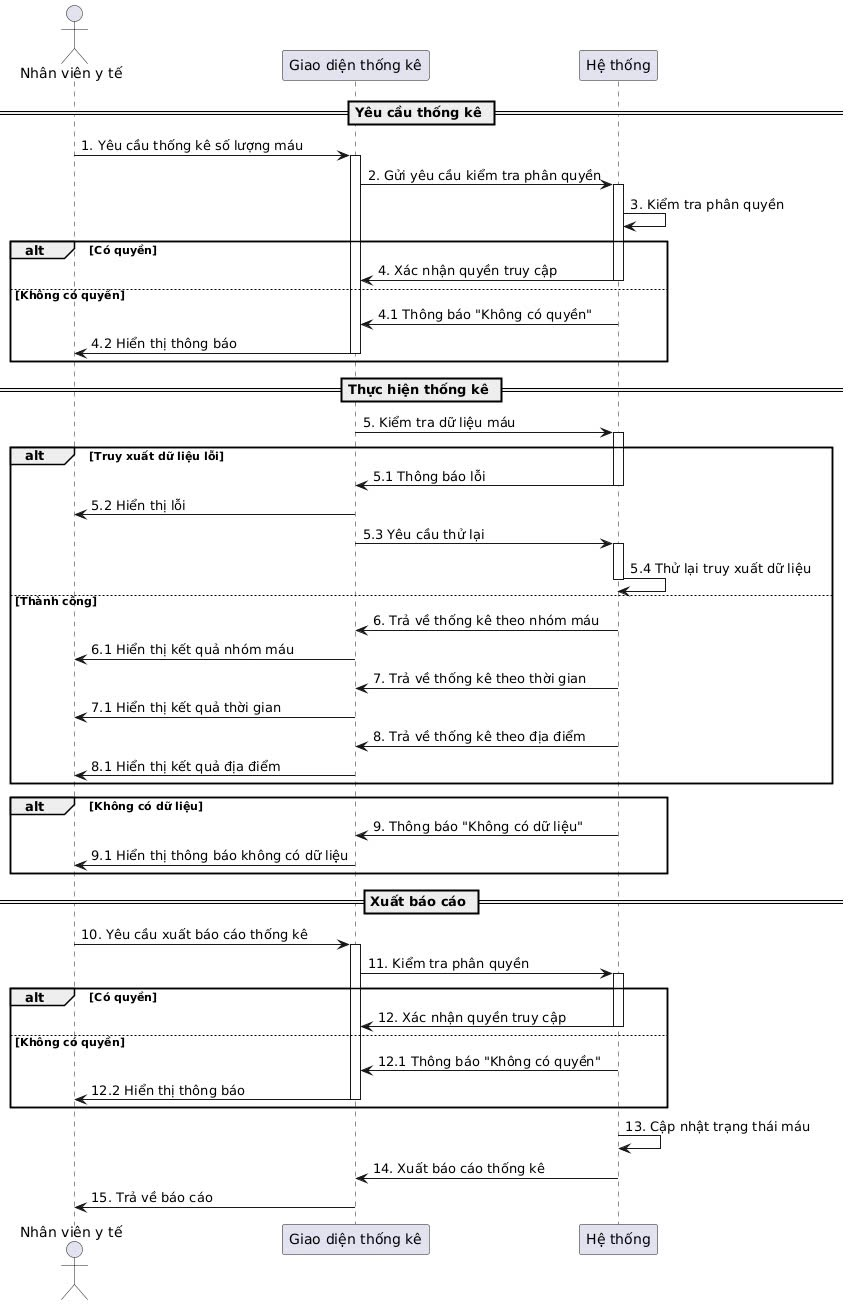 Nhân viên y tế
Giao diện thống kê
Hệ thống
Yêu cầu thống kê
1. Yêu cầu thống kê số lượng máu
2. Gửi yêu cầu kiểm tra phân quyền
3. Kiểm tra phân quyền
alt [Có quyền]
4. Xác nhận quyền truy cập
[Không có quyền]
4.1 Thông báo "Không có quyền"
4.2 Hiển thị thông báo
Thực hiện thống kê
5. Kiểm tra dữ liệu máu
alt [Truy xuất dữ liệu lỗi]
5.1 Thông báo lỗi
5.2 Hiển thị lỗi
5.3 Yêu cầu thử lại
5.4 Thử lại truy xuất dữ liệu
[Thành công]
6. Trả về thống kê theo nhóm máu
6.1 Hiển thị kết quả nhóm máu
7. Trả về thống kê theo thời gian
7.1 Hiển thị kết quả thời gian
8. Trả về thống kê theo địa điểm
8.1 Hiển thị kết quả địa điểm
alt [Không có dữ liệu]
9. Thông báo "Không có dữ liệu"
9.1 Hiển thị thông báo không có dữ liệu
Xuất báo cáo
10. Yêu cầu xuất báo cáo thống kê
11. Kiểm tra phân quyền
alt [Có quyền]
12. Xác nhận quyền truy cập
[Không có quyền]
12.1 Thông báo "Không có quyền"
12.2 Hiển thị thông báo
13. Cập nhật trạng thái máu
14. Xuất báo cáo thống kê
15. Trả về báo cáo
Nhân viên y tế
Giao diện thống kê
Hệ thống